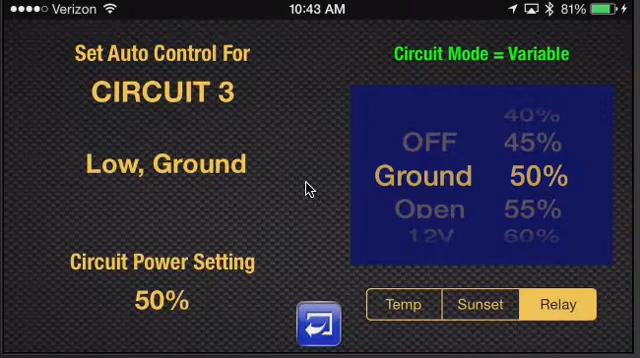 Verizon 10:43 AM 81%
Set Auto Control For
CIRCUIT 3
Low, Ground
Circuit Power Setting
50%
Circuit Mode = Variable
40%
OFF 45%
Ground 50%
Open 55%
12V 60%
Temp Sunset Relay